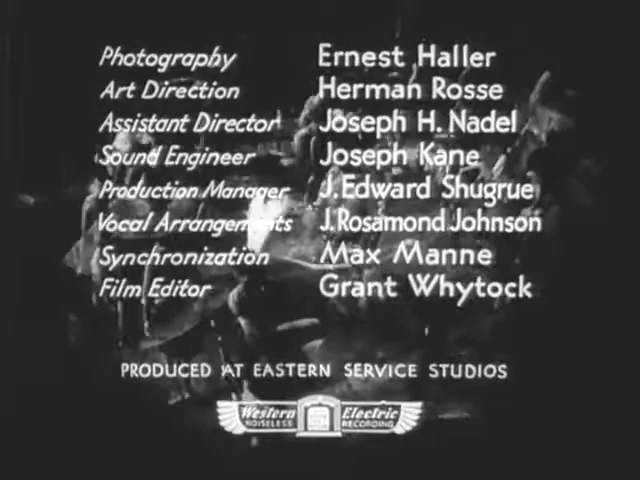 Photography Ernest Haller
Art Direction Herman Rosse
Assistant Director Joseph H. Nadel
Sound Engineer Joseph Kane
Production Manager J. Edward Shugrue
Vocal Arrangements J. Rosamond Johnson
Synchronization Max Manne
Film Editor Grant Whytock
PRODUCED AT EASTERN SERVICE STUDIOS
Western Electric
NOISELESS RECORDING